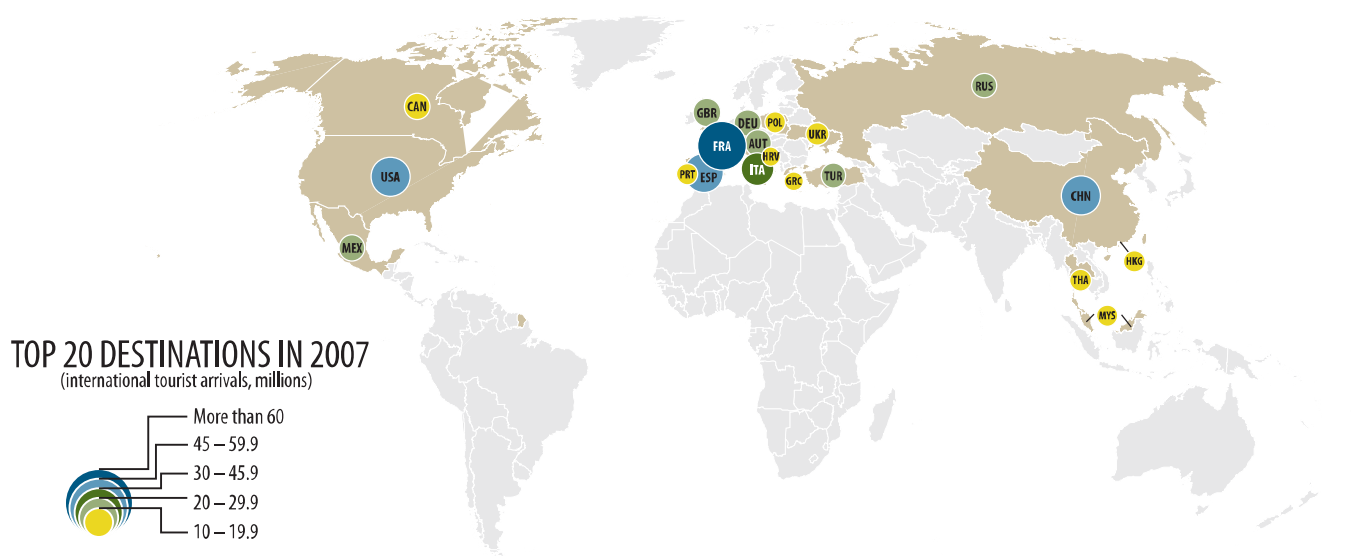 CAN
USA
MEX
GBR
DEU
POL
FRA
AUT
UKR
HRV
PRT
ESP
ITA
GRC
TUR
RUS
CHN
HKG
THA
MYS
TOP 20 DESTINATIONS IN 2007
(international tourist arrivals, millions)
More than 60
45 – 59.9
30 – 45.9
20 – 29.9
10 – 19.9